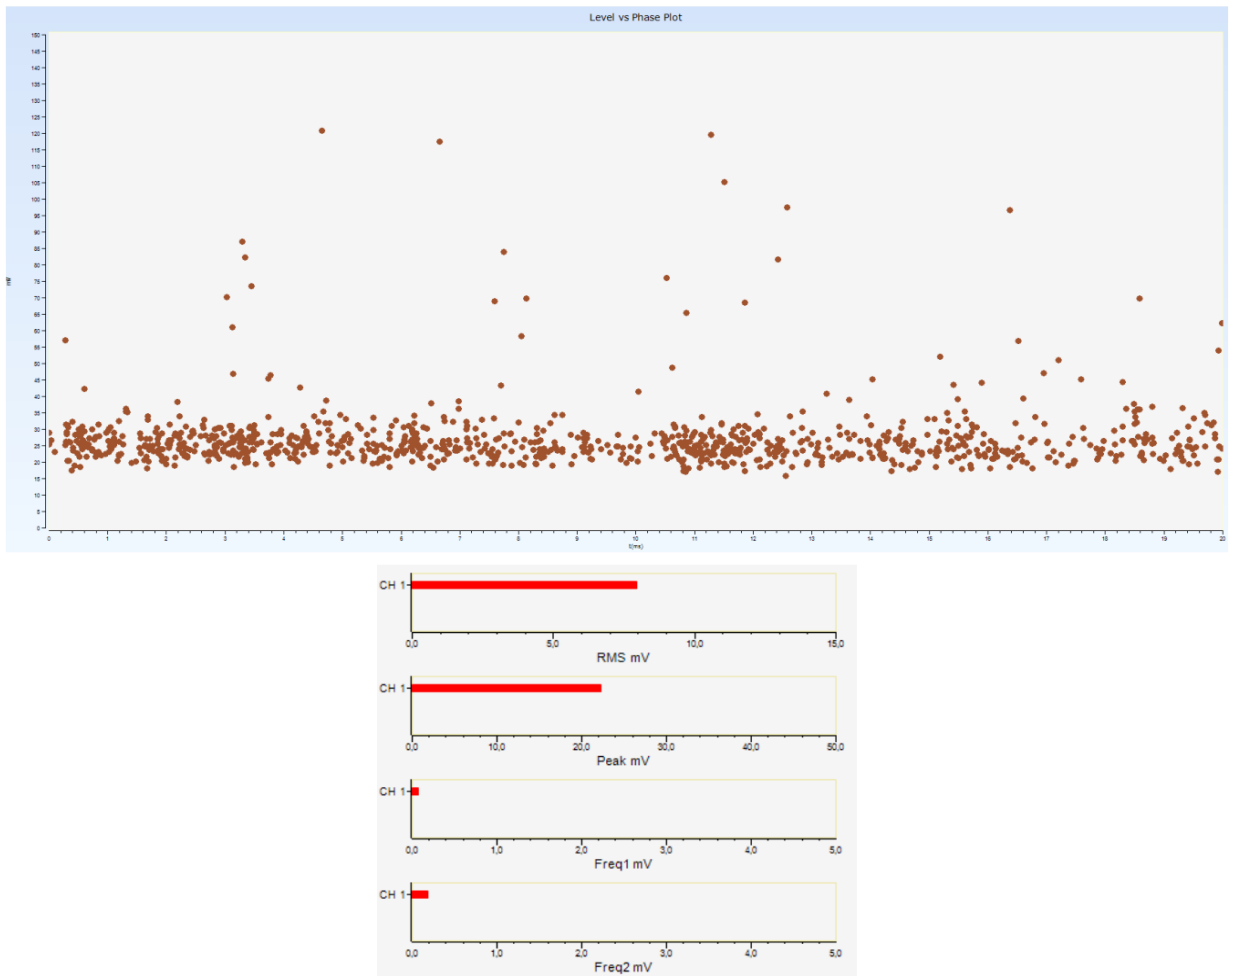 Level vs Phase Plot
150
145
140
135
130
125
120
115
110
105
100
95
90
85
80
75
70
65
60
55
50
45
40
35
30
25
20
15
10
5
0
mV
0 1 2 3 4 5 6 7 8 9 10 11 12 13 14 15 16 17 18 19 20
t(ms)
CH 1
0,0 5,0 10,0 15,0
RMS mV
CH 1
0,0 10,0 20,0 30,0 40,0 50,0
Peak mV
CH 1
0,0 1,0 2,0 3,0 4,0 5,0
Freq1 mV
CH 1
0,0 1,0 2,0 3,0 4,0 5,0
Freq2 mV